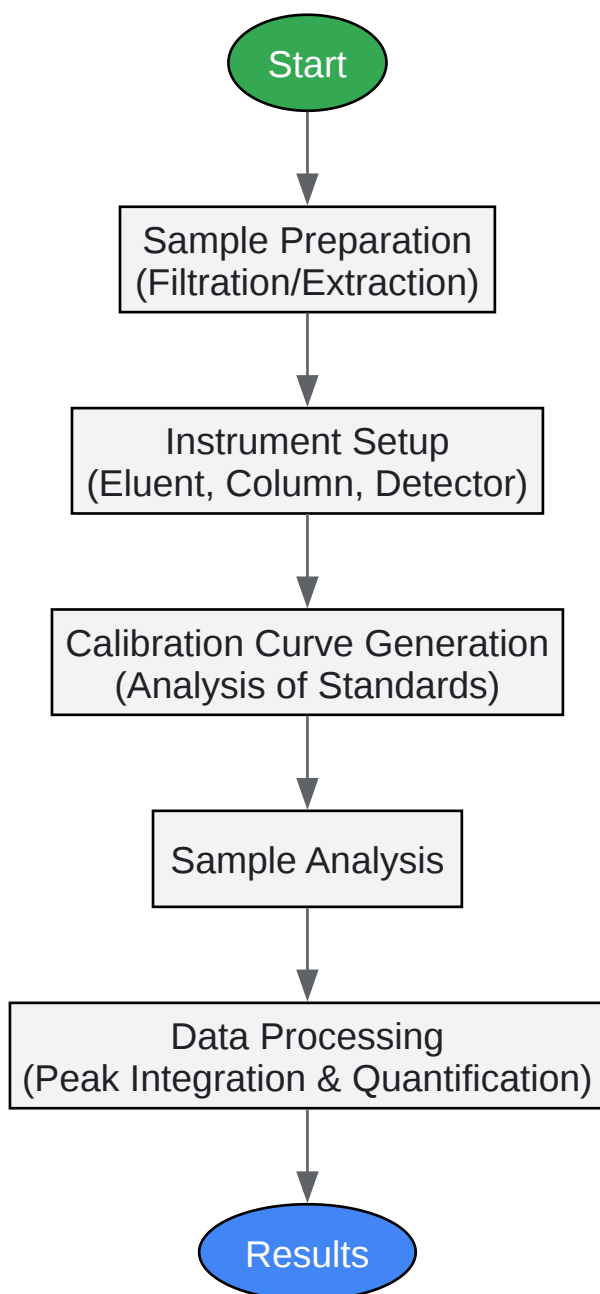 Start
Sample Preparation
(Filtration/Extraction)
Instrument Setup
(Eluent, Column, Detector)
Calibration Curve Generation
(Analysis of Standards)
Sample Analysis
Data Processing
(Peak Integration & Quantification)
Results